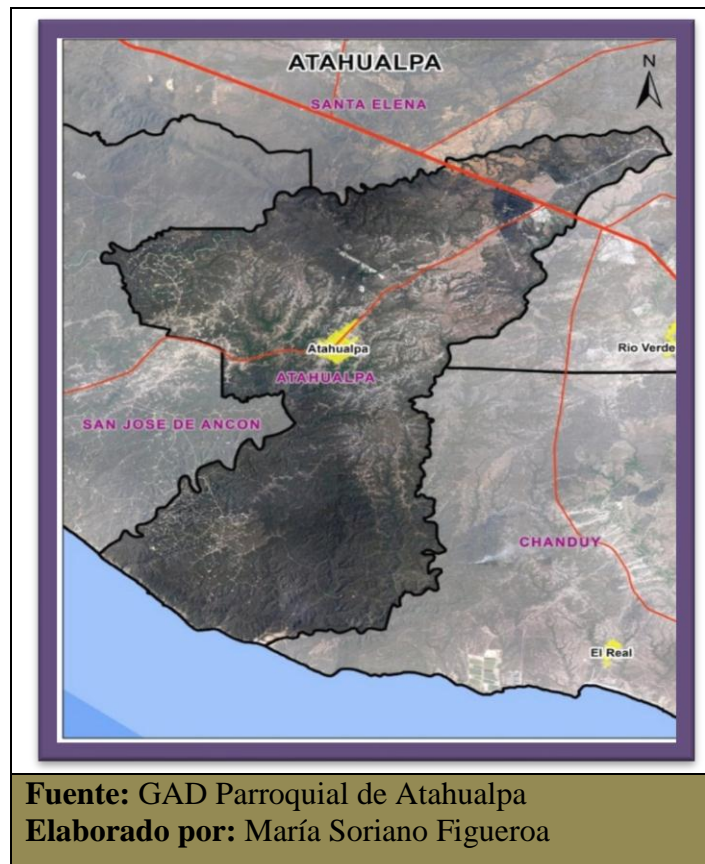 ATAHUALPA
N
SANTA ELENA
Atahualpa
Rio Verde
ATAHUALPA
SAN JOSE DE ANCON
CHANDUY
El Real
Fuente: GAD Parroquial de Atahualpa
Elaborado por: María Soriano Figueroa